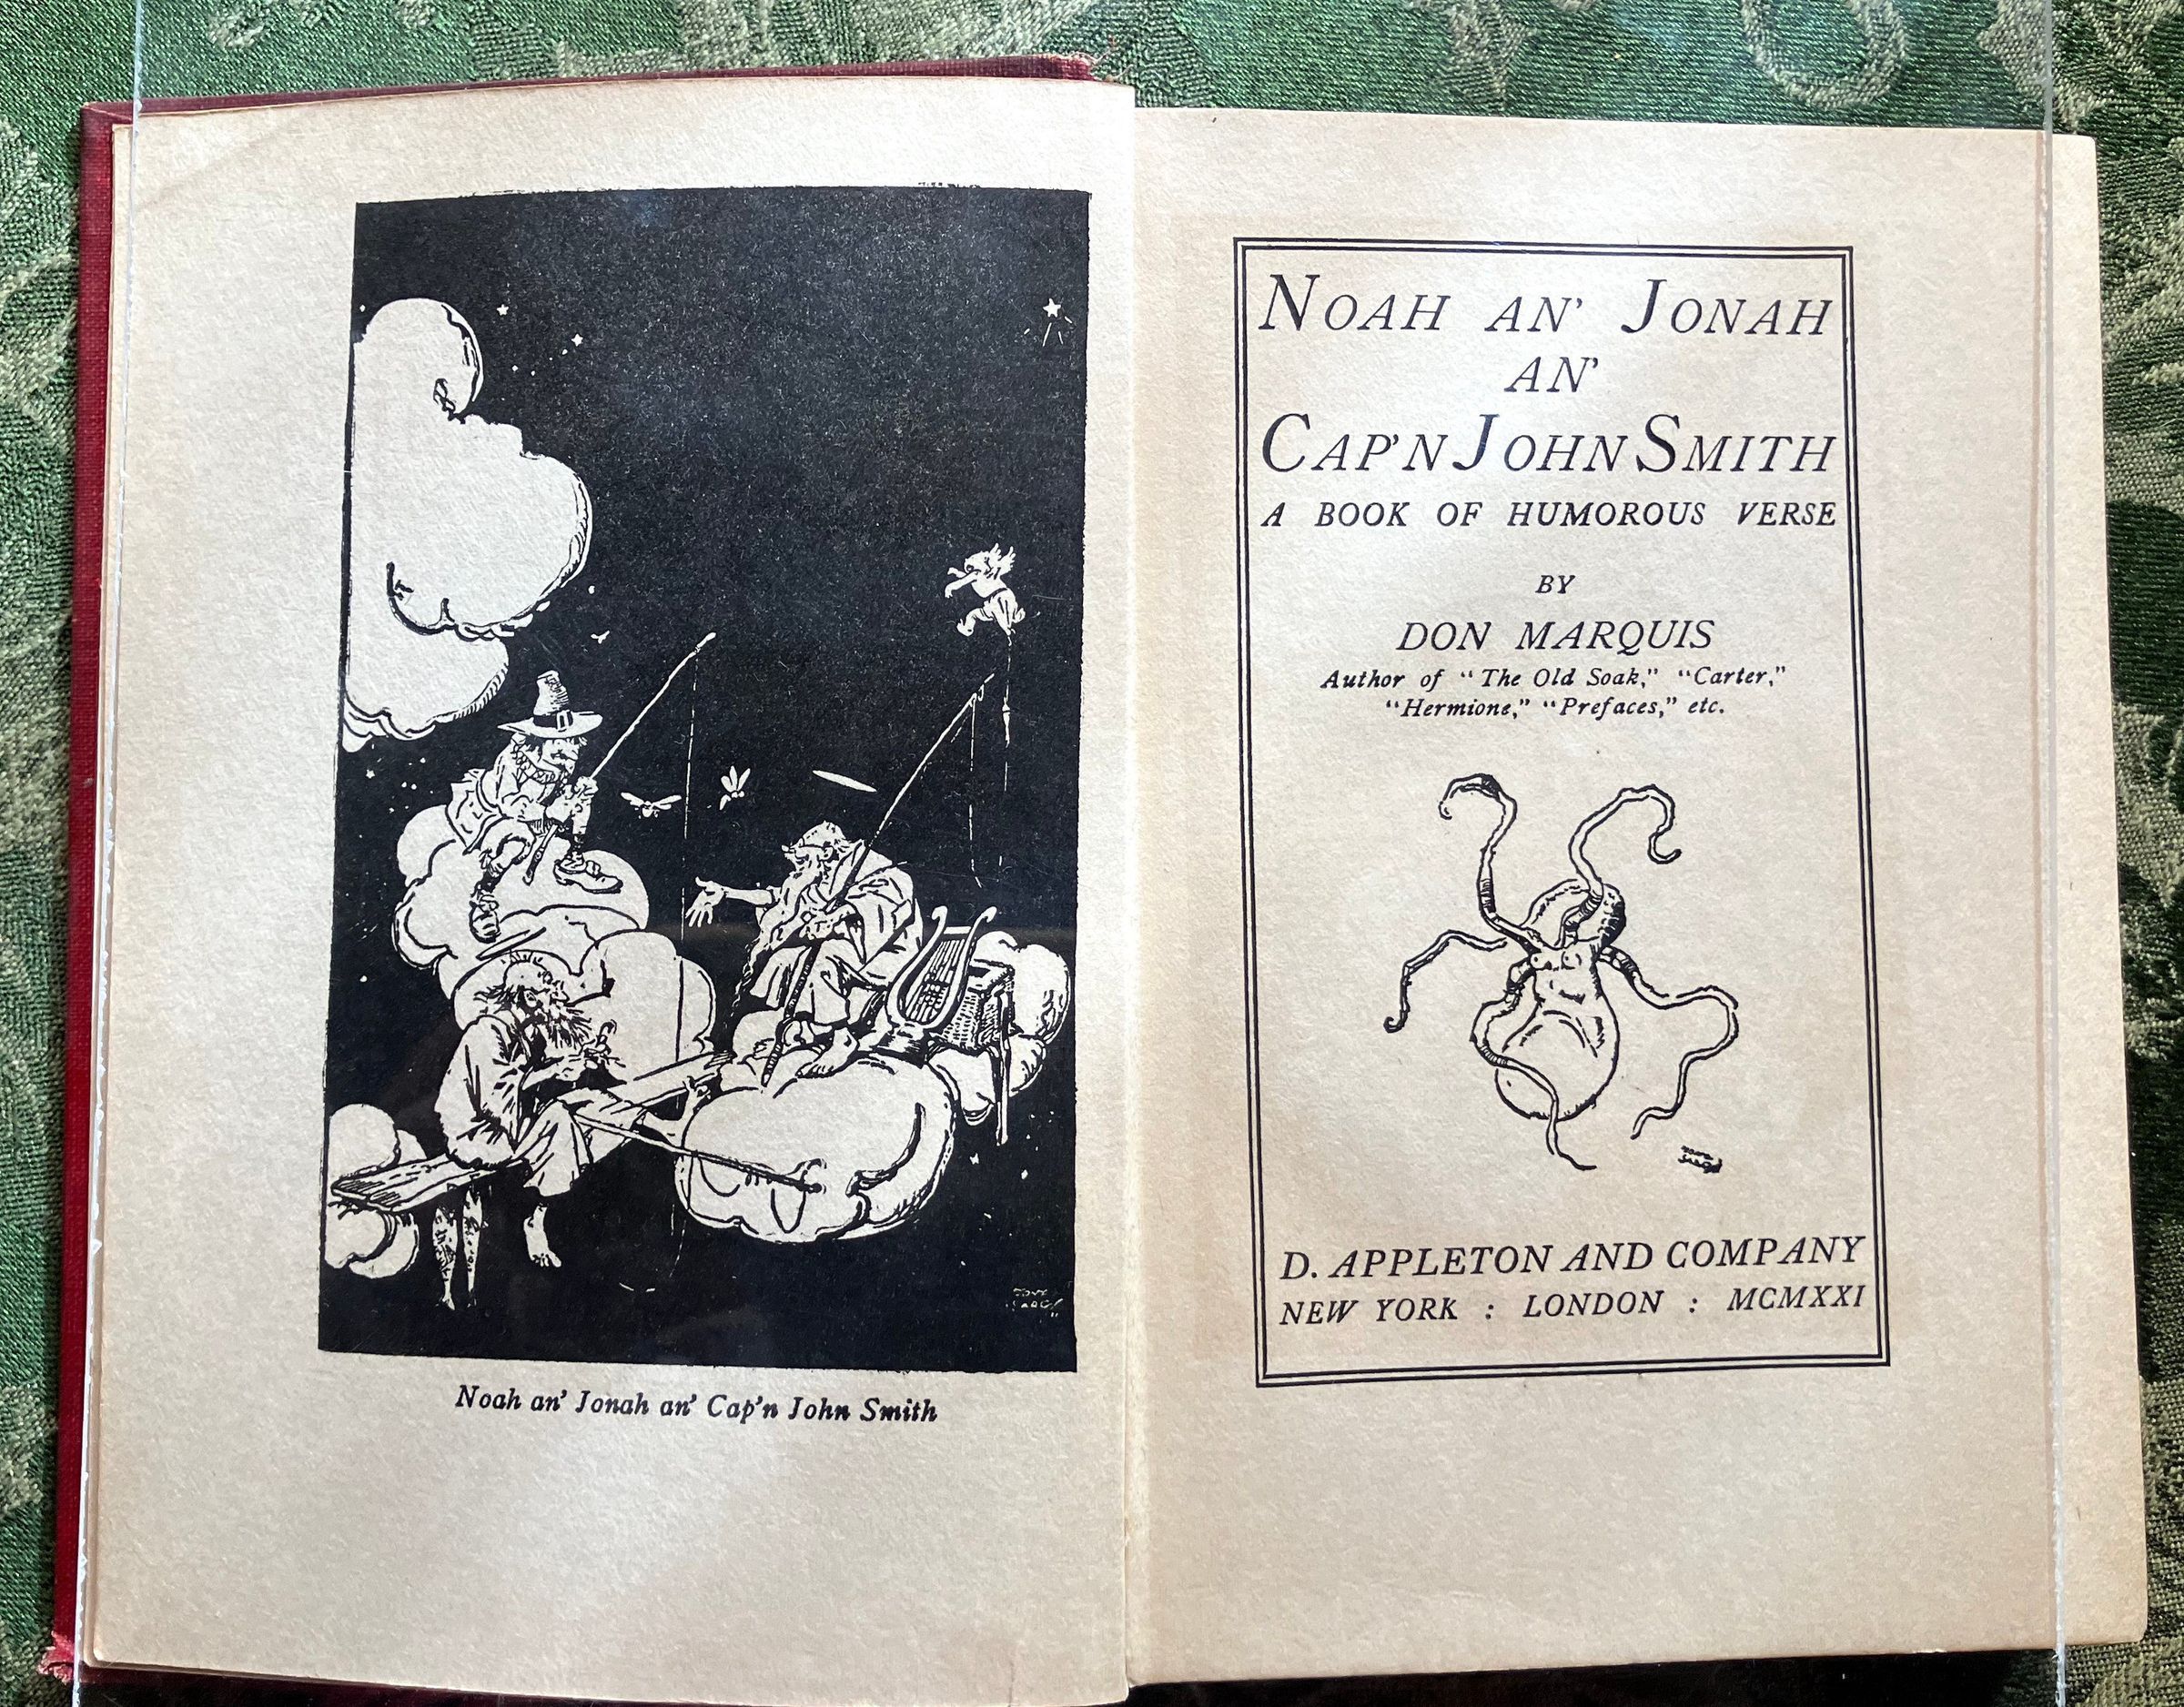 Noah an' Jonah an' Cap'n John Smith
NOAH AN' JONAH
AN'
CAP'N JOHN SMITH
A BOOK OF HUMOROUS VERSE
BY
DON MARQUIS
Author of "The Old Soak," "Carter,"
"Hermione," "Prefaces," etc.
D. APPLETON AND COMPANY
NEW YORK : LONDON : MCMXXI